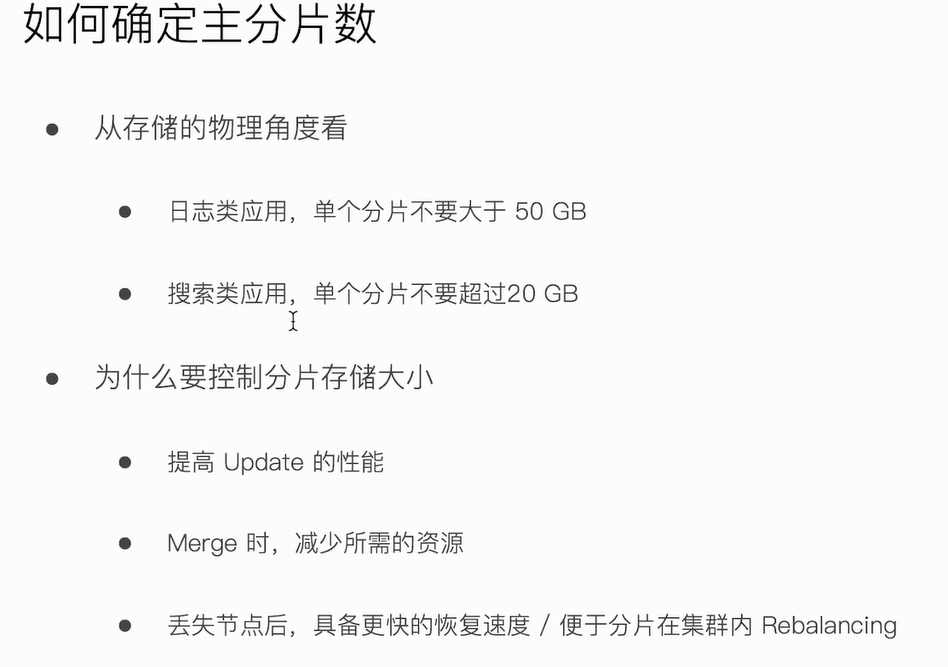 如何确定主分片数
从存储的物理角度看
日志类应用，单个分片不要大于 50 GB
搜索类应用，单个分片不要超过20 GB
为什么要控制分片存储大小
提高 Update 的性能
Merge 时，减少所需的资源
丢失节点后，具备更快的恢复速度 / 便于分片在集群内 Rebalancing